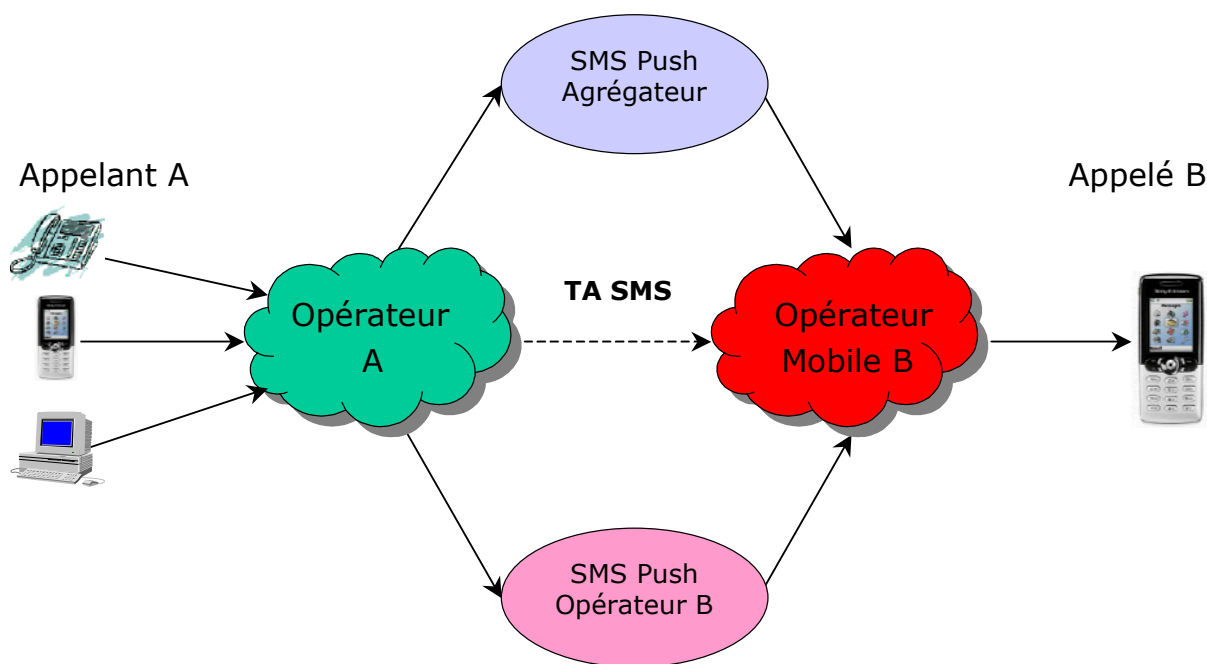 SMS Push
Agrégateur
Appelant A
Appelé B
Opérateur
A
TA SMS
Opérateur
Mobile B
SMS Push
Opérateur B